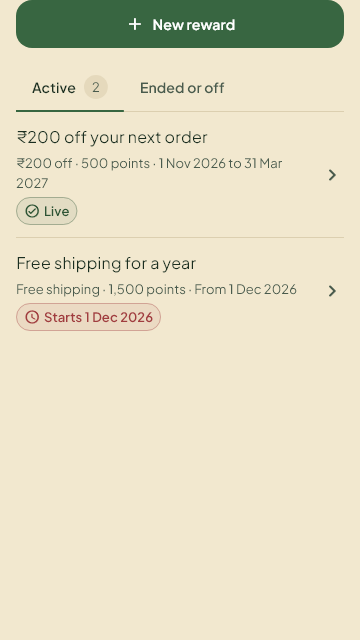 New reward
Active 2 Ended or off
₹200 off your next order
₹200 off · 500 points · 1 Nov 2026 to 31 Mar
2027
Live
Free shipping for a year
Free shipping · 1,500 points · From 1 Dec 2026
Starts 1 Dec 2026